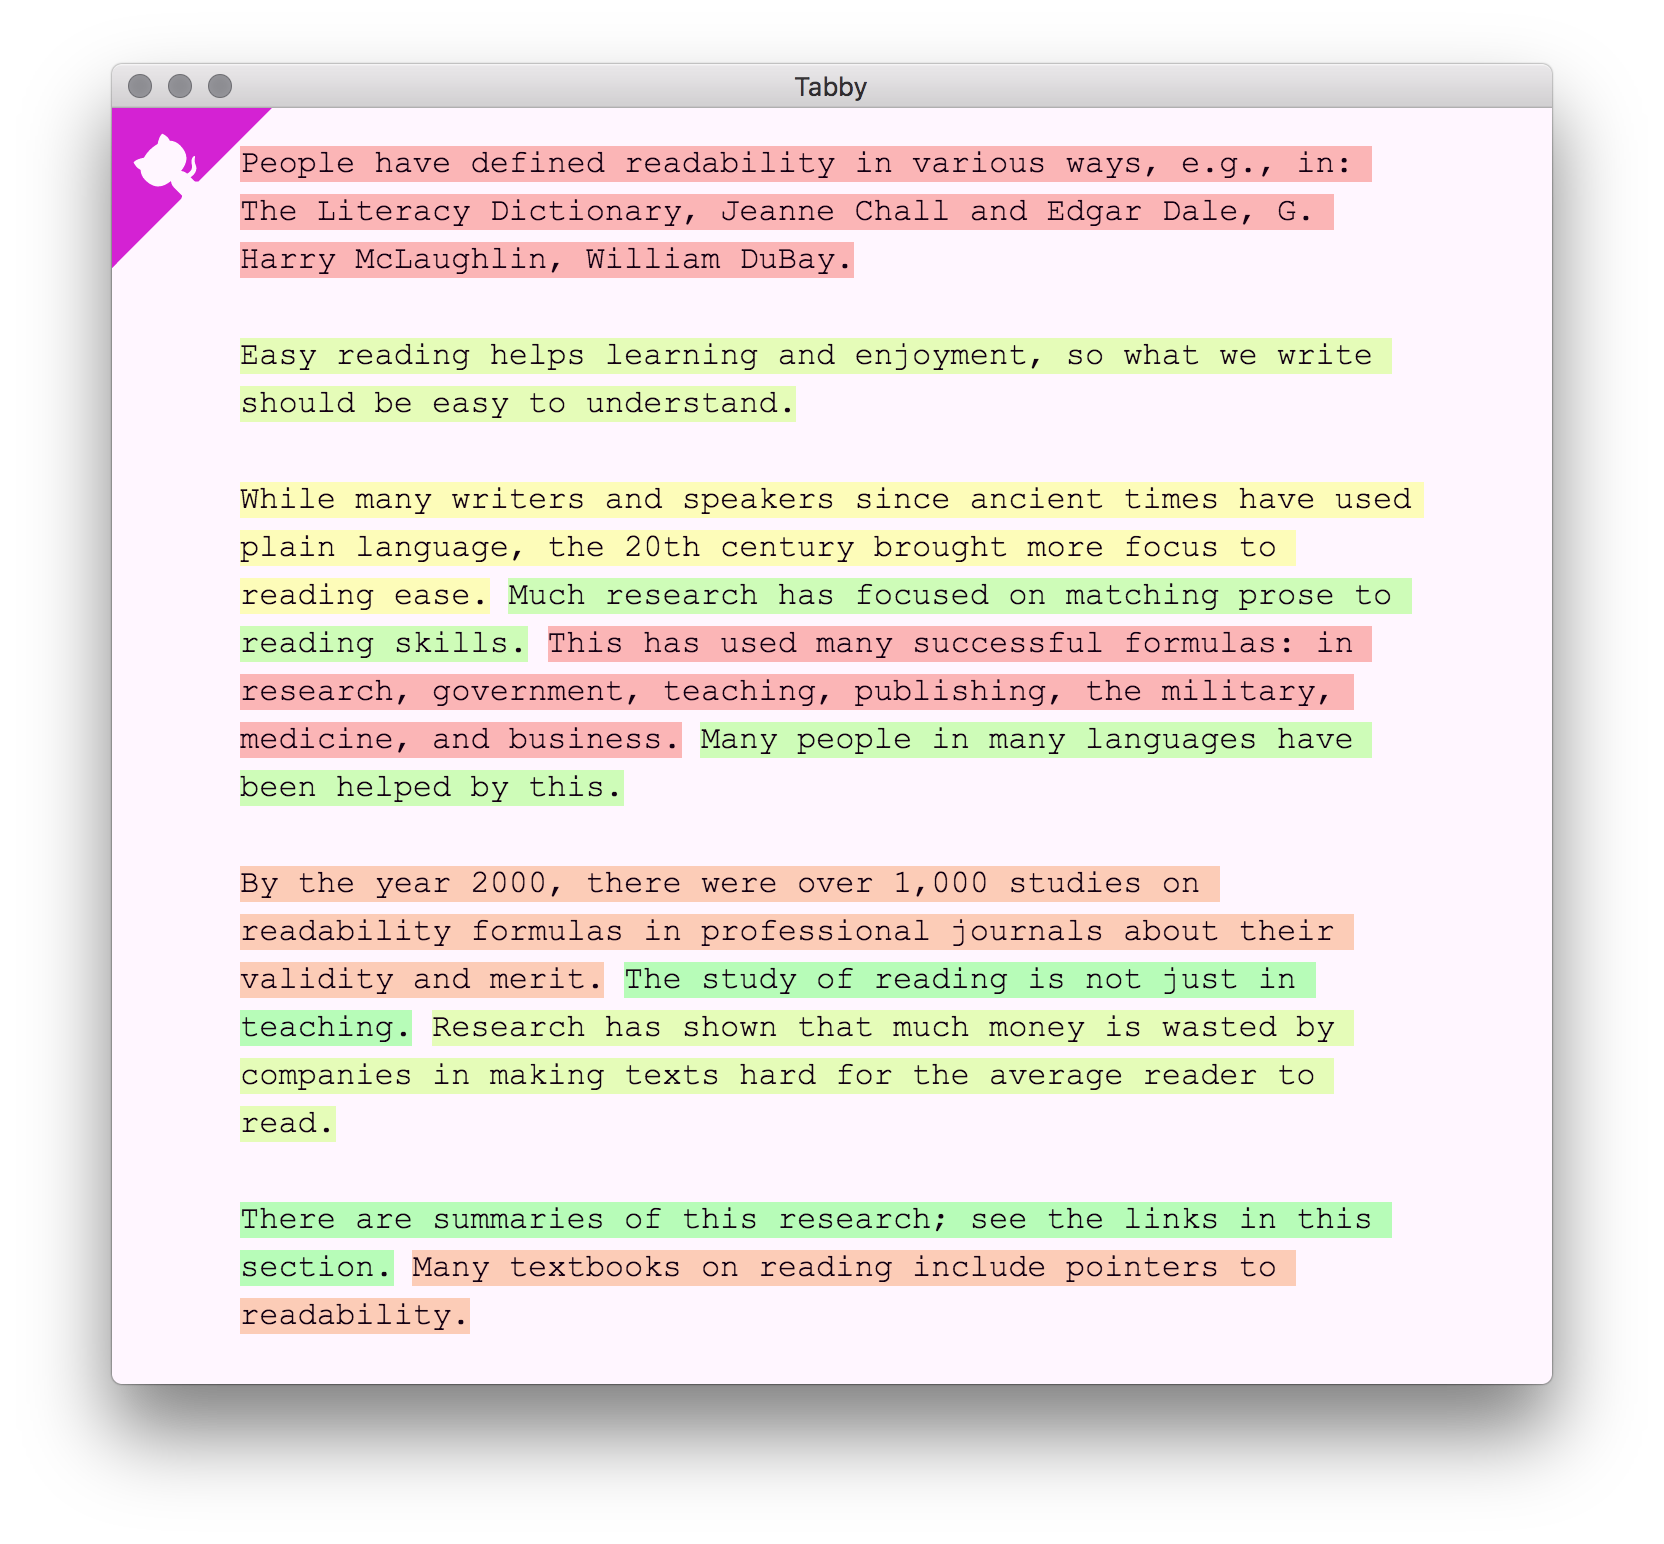 Tabby
People have defined readability in various ways, e.g., in:
The Literacy Dictionary, Jeanne Chall and Edgar Dale, G.
Harry McLaughlin, William DuBay.
Easy reading helps learning and enjoyment, so what we write
should be easy to understand.
While many writers and speakers since ancient times have used
plain language, the 20th century brought more focus to
reading ease. Much research has focused on matching prose to
reading skills. This has used many successful formulas: in
research, government, teaching, publishing, the military,
medicine, and business. Many people in many languages have
been helped by this.
By the year 2000, there were over 1,000 studies on
readability formulas in professional journals about their
validity and merit. The study of reading is not just in
teaching. Research has shown that much money is wasted by
companies in making texts hard for the average reader to
read.
There are summaries of this research; see the links in this
section. Many textbooks on reading include pointers to
readability.